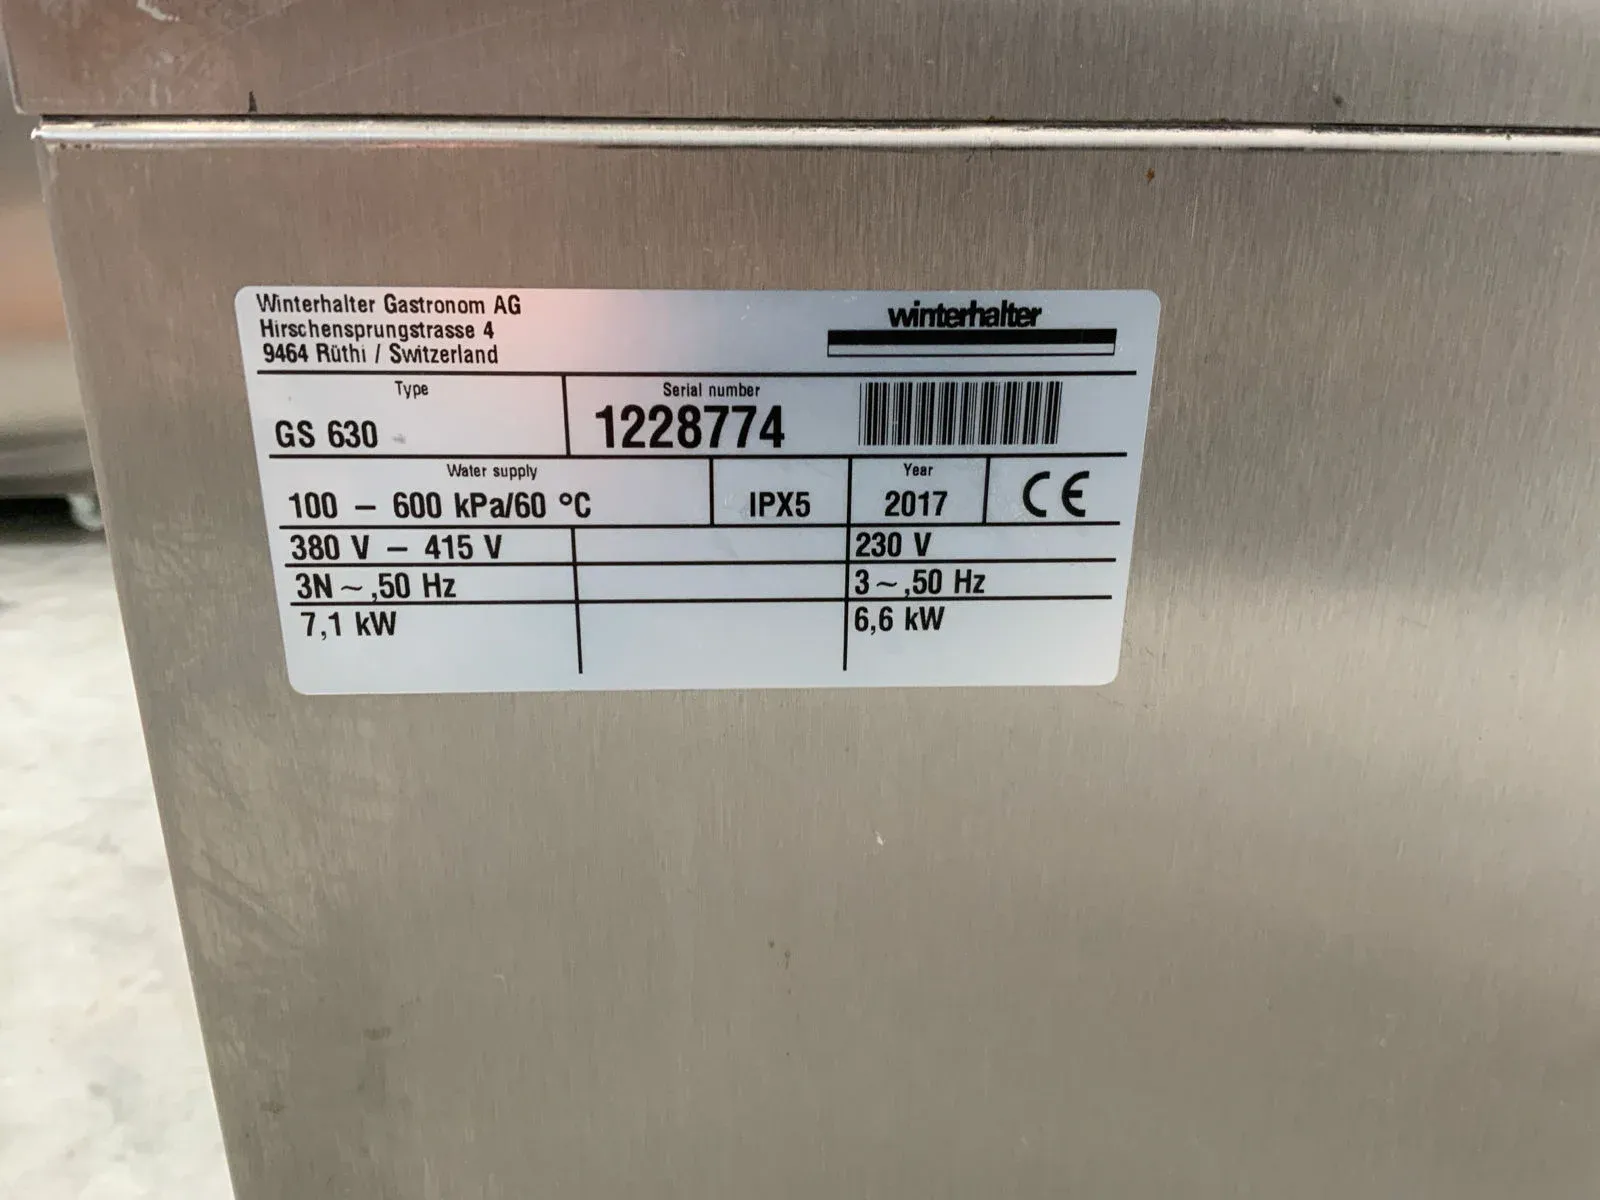 Winterhalter Gastronom AG
Hirschensprungstrasse 4
9464 Rüthi / Switzerland
winterhalter
Type
GS 630
Serial number
1228774
Water supply
100 – 600 kPa/60 °C
IPX5
Year
2017
CE
380 V – 415 V
230 V
3N ~ ,50 Hz
3 ~ ,50 Hz
7,1 kW
6,6 kW